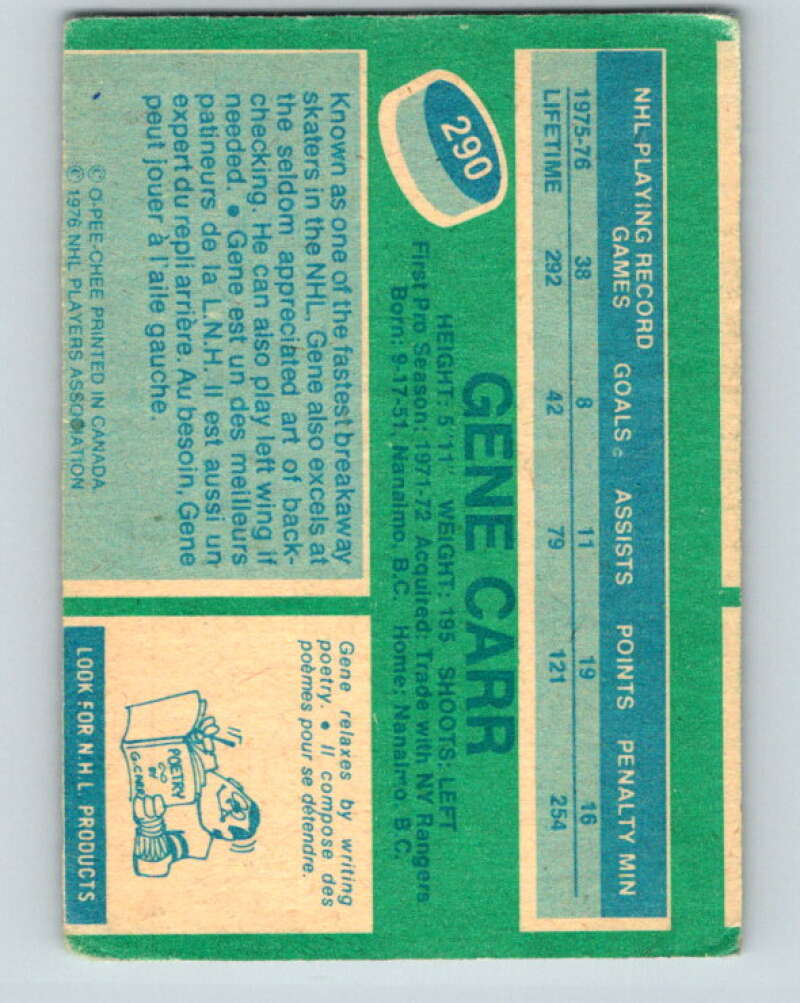 NHL PLAYING RECORD
GAMES GOALS ASSISTS POINTS PENALTY MIN
1975-76 38 8 11 19 16
LIFETIME 292 42 79 121 254
290
GENE CARR
HEIGHT: 5'11" WEIGHT: 195 SHOOTS: LEFT
First Pro Season: 1971-72 Acquired: Trade with NY Rangers
Born: 9-17-51, Nanaimo, B.C. Home: Nanaimo B.C.
Known as one of the fastest breakaway
skaters in the NHL, Gene also excels at
the seldom appreciated art of back-
checking. He can also play left wing if
needed. • Gene est un des meilleurs
patineurs de la L.N.H. Il est aussi un
expert du repli arrière. Au besoin, Gene
peut jouer à l'aile gauche.
© O-PEE-CHEE PRINTED IN CANADA
© 1976 NHL PLAYERS ASSOCIATION
Gene relaxes by writing
poetry. • Il compose des
poèmes pour se détendre.
POETRY
BY
G. CARR
LOOK FOR N.H.L. PRODUCTS